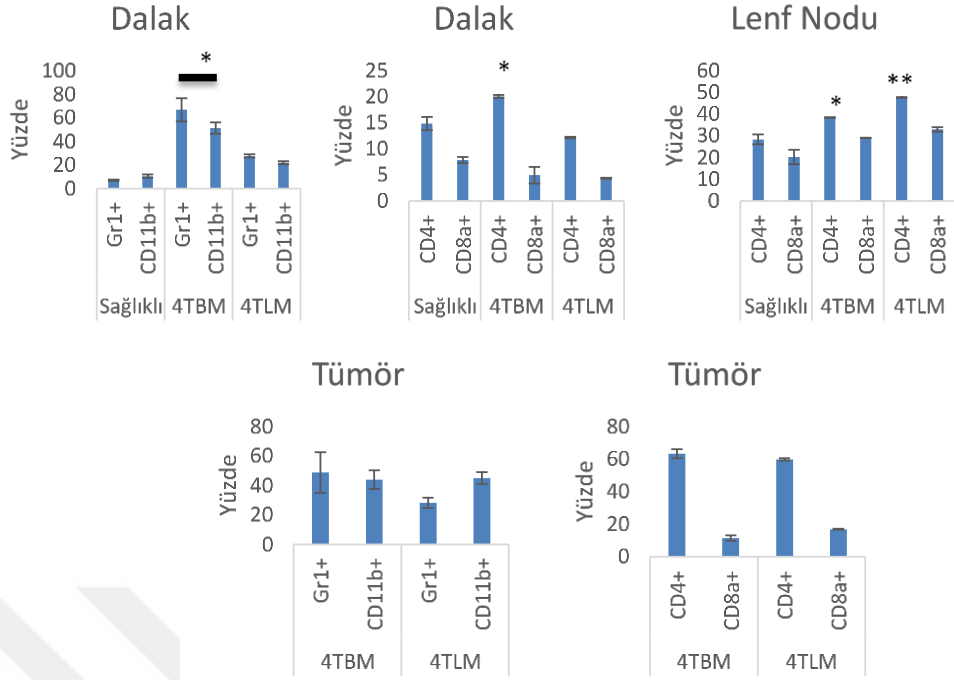 Dalak
Yüzde
100
80
60
40
20
0
*
Gr1+ CD11b+ Gr1+ CD11b+ Gr1+ CD11b+
Sağlıklı 4TBM 4TLM
Dalak
Yüzde
25
20
15
10
5
0
*
CD4+ CD8a+ CD4+ CD8a+ CD4+ CD8a+
Sağlıklı 4TBM 4TLM
Lenf Nodu
Yüzde
60
50
40
30
20
10
0
*
**
CD4+ CD8a+ CD4+ CD8a+ CD4+ CD8a+
Sağlıklı 4TBM 4TLM
Tümör
Yüzde
80
60
40
20
0
Gr1+ CD11b+ Gr1+ CD11b+
4TBM 4TLM
Tümör
Yüzde
80
60
40
20
0
CD4+ CD8a+ CD4+ CD8a+
4TBM 4TLM